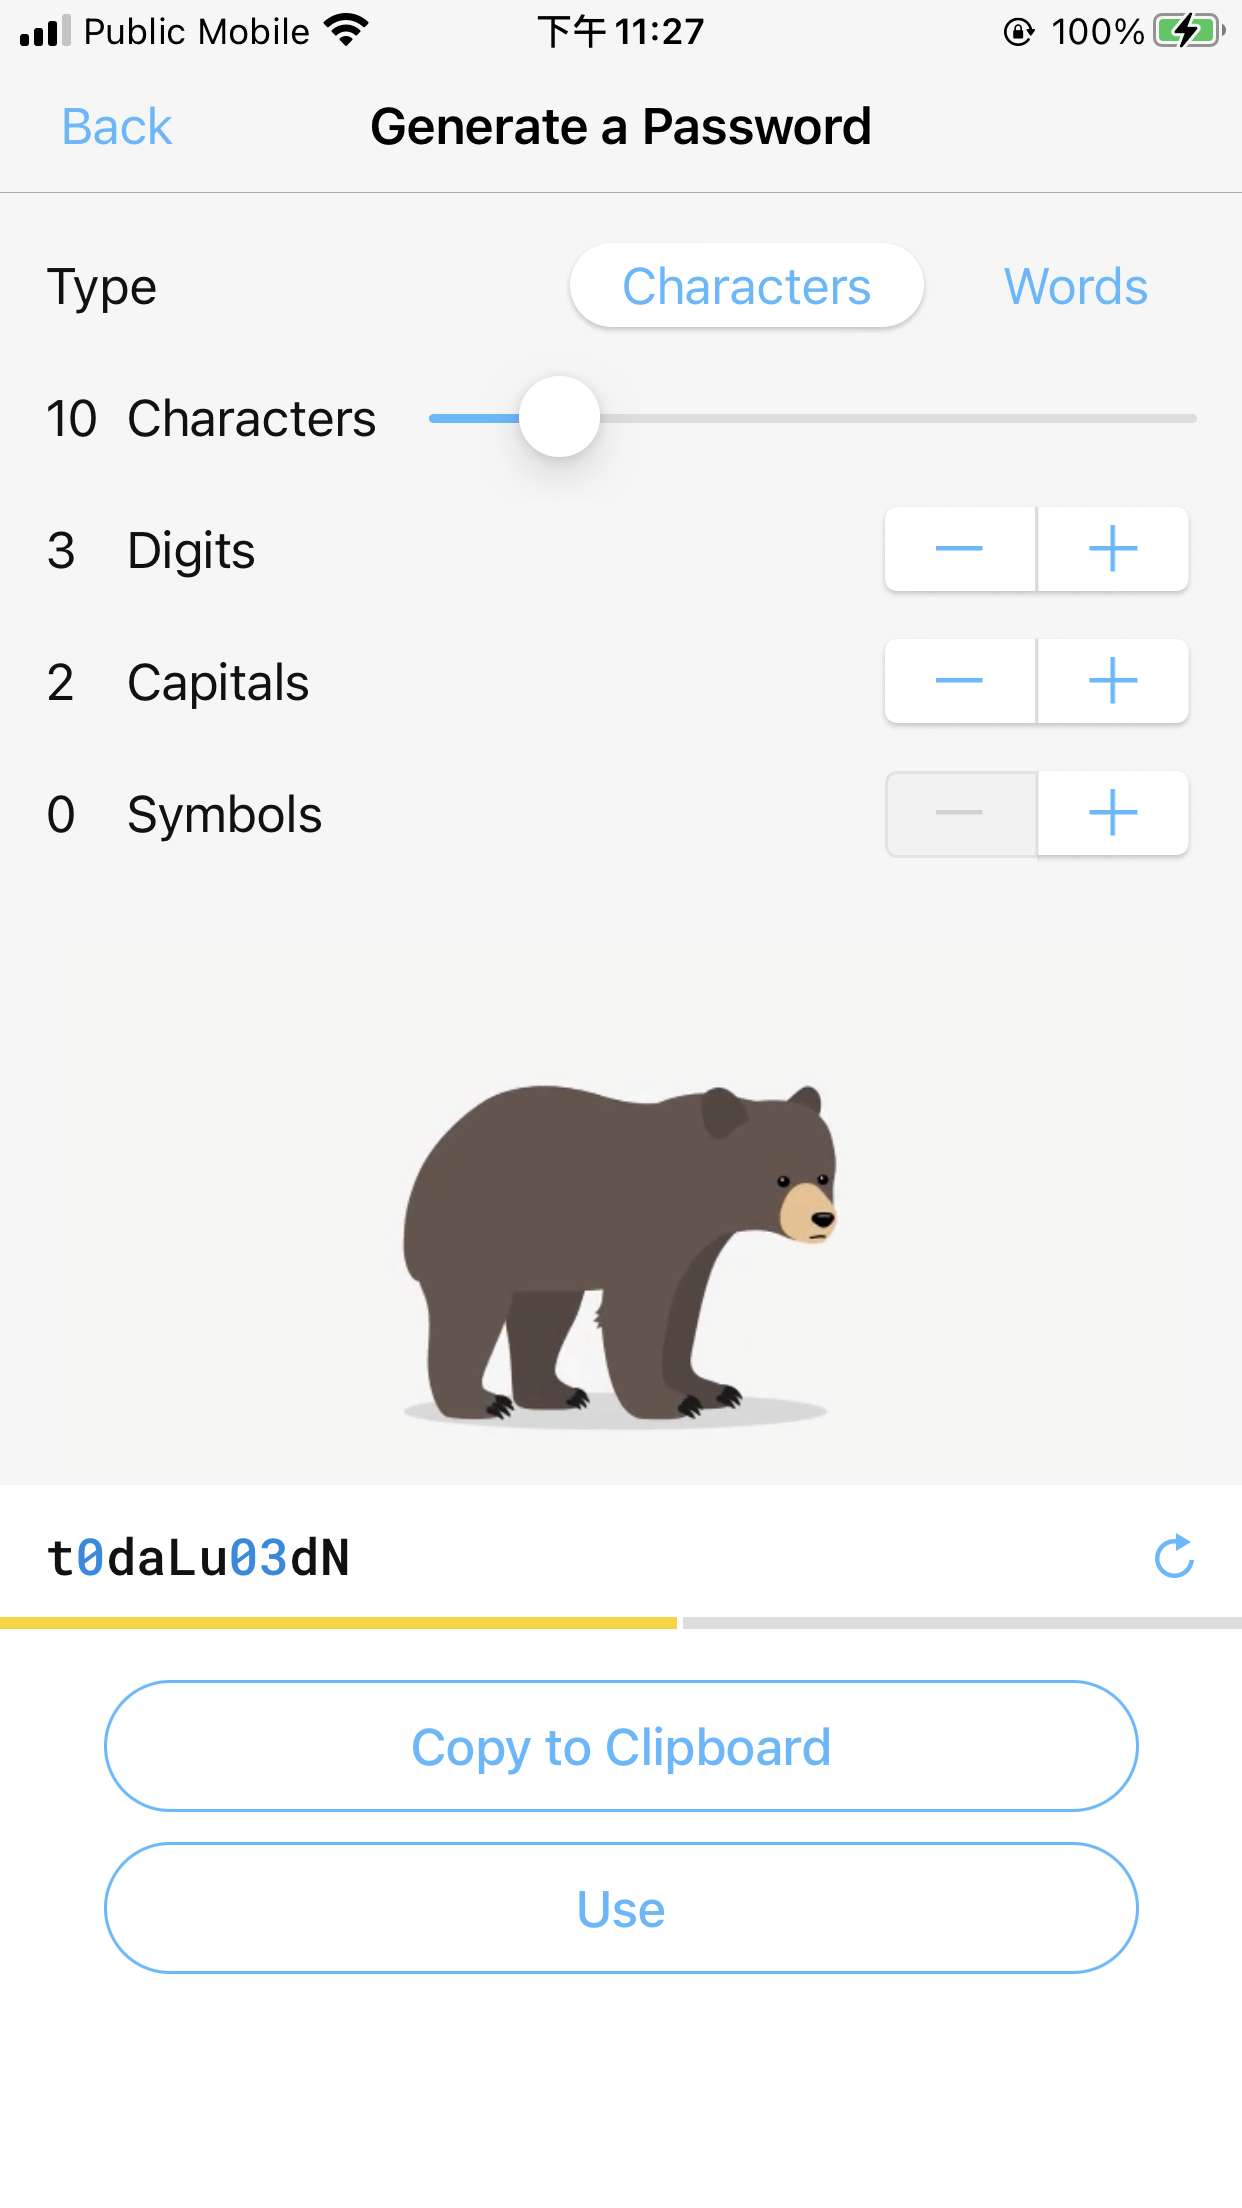 Public Mobile 下午 11:27 100%
Back Generate a Password
Type Characters Words
10 Characters
3 Digits
2 Capitals
0 Symbols
t0daLu03dN
Copy to Clipboard
Use